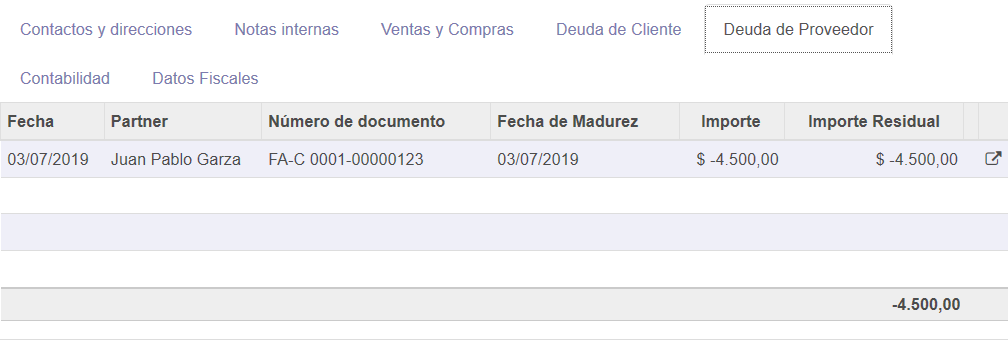 Contactos y direcciones Notas internas Ventas y Compras Deuda de Cliente Deuda de Proveedor
Contabilidad Datos Fiscales
Fecha Partner Número de documento Fecha de Madurez Importe Importe Residual
03/07/2019 Juan Pablo Garza FA-C 0001-00000123 03/07/2019 $ -4.500,00 $ -4.500,00
-4.500,00